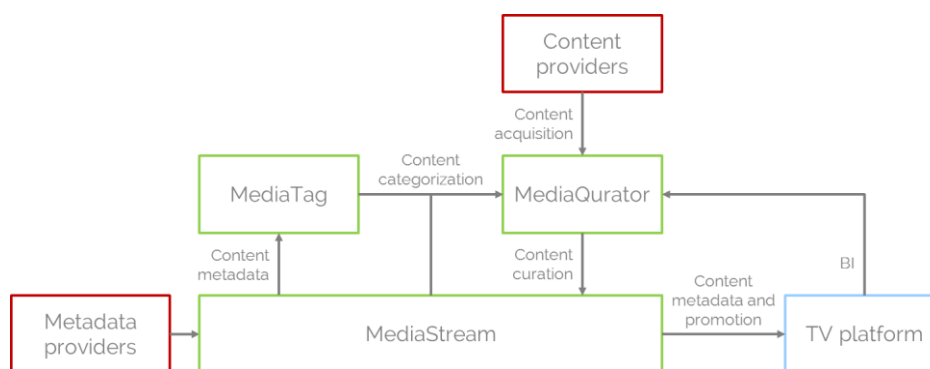 Content
providers
Content
acquisition
Content
categorization
MediaTag
MediaQurator
Content
metadata
Content
curation
BI
Content
metadata and
promotion
Metadata
providers
MediaStream
TV platform